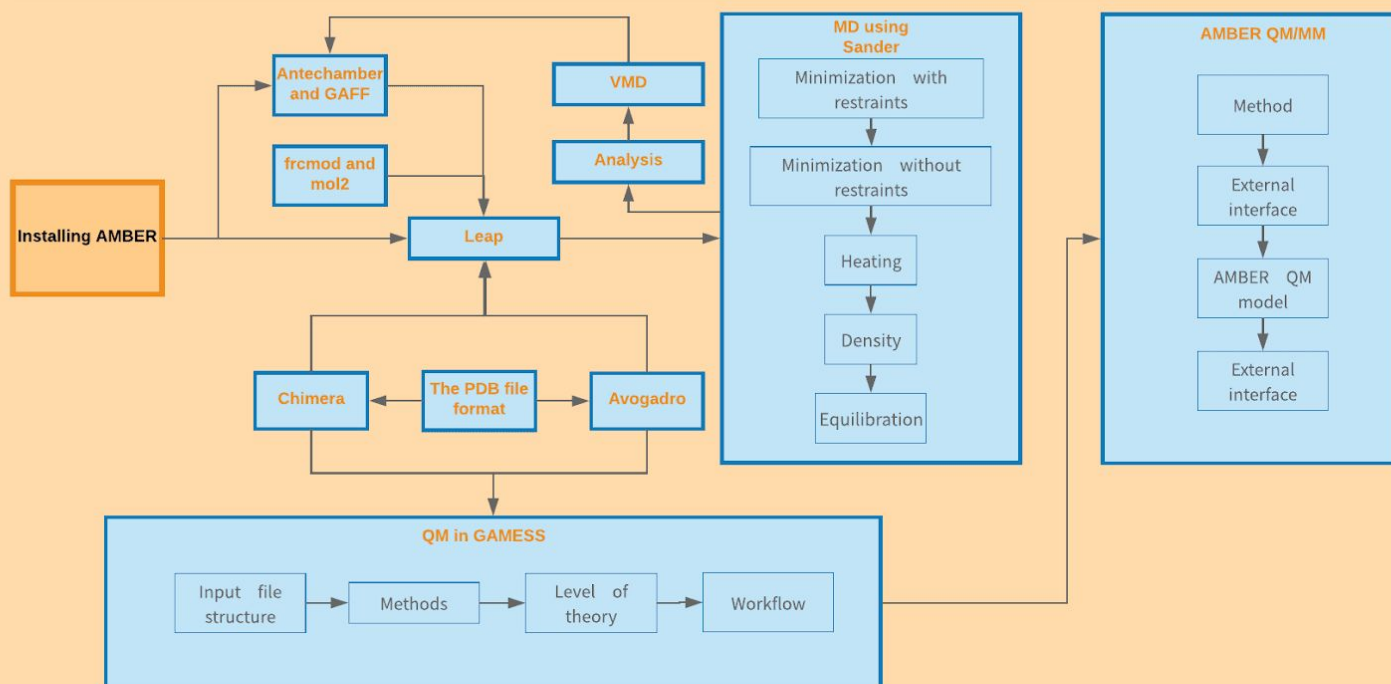 Installing AMBER
Antechamber
and GAFF
frcmod and
mol2
Leap
VMD
Analysis
Chimera
The PDB file
format
Avogadro
MD using
Sander
Minimization with
restraints
Minimization without
restraints
Heating
Density
Equilibration
AMBER QM/MM
Method
External
interface
AMBER QM
model
External
interface
QM in GAMESS
Input file
structure
Methods
Level of
theory
Workflow